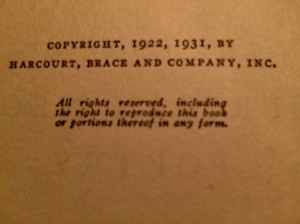 COPYRIGHT, 1922, 1931, BY
HARCOURT, BRACE AND COMPANY, INC.
All rights reserved, including
the right to reproduce this book
or portions thereof in any form.